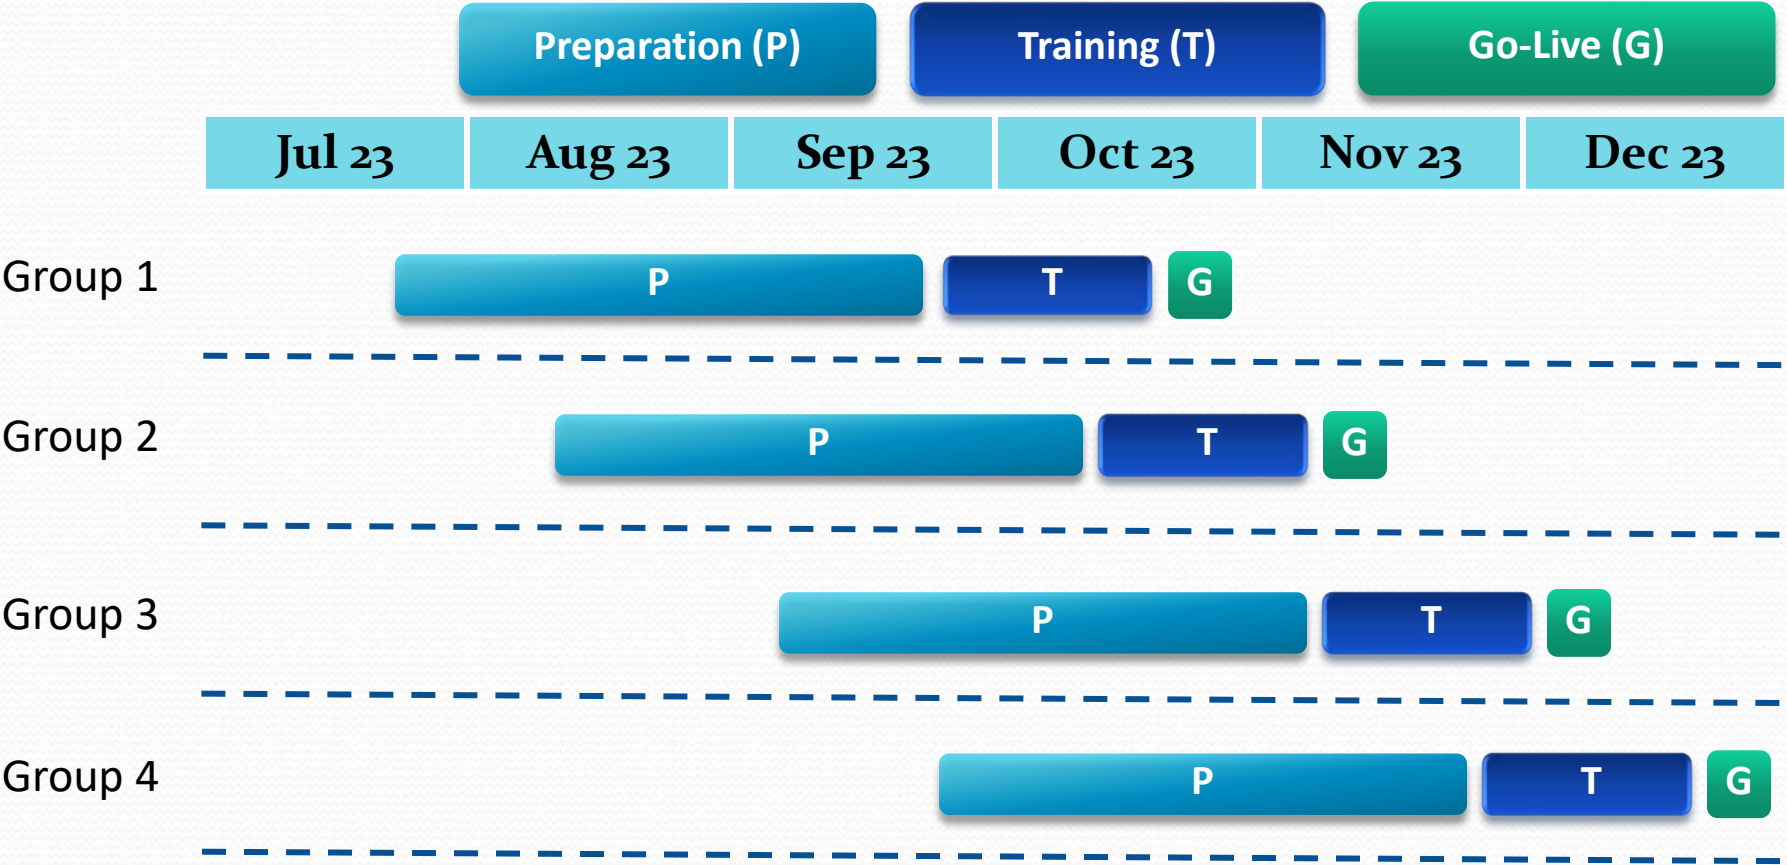 Preparation (P) Training (T) Go-Live (G)
Jul 23 Aug 23 Sep 23 Oct 23 Nov 23 Dec 23
Group 1 P T G
Group 2 P T G
Group 3 P T G
Group 4 P T G